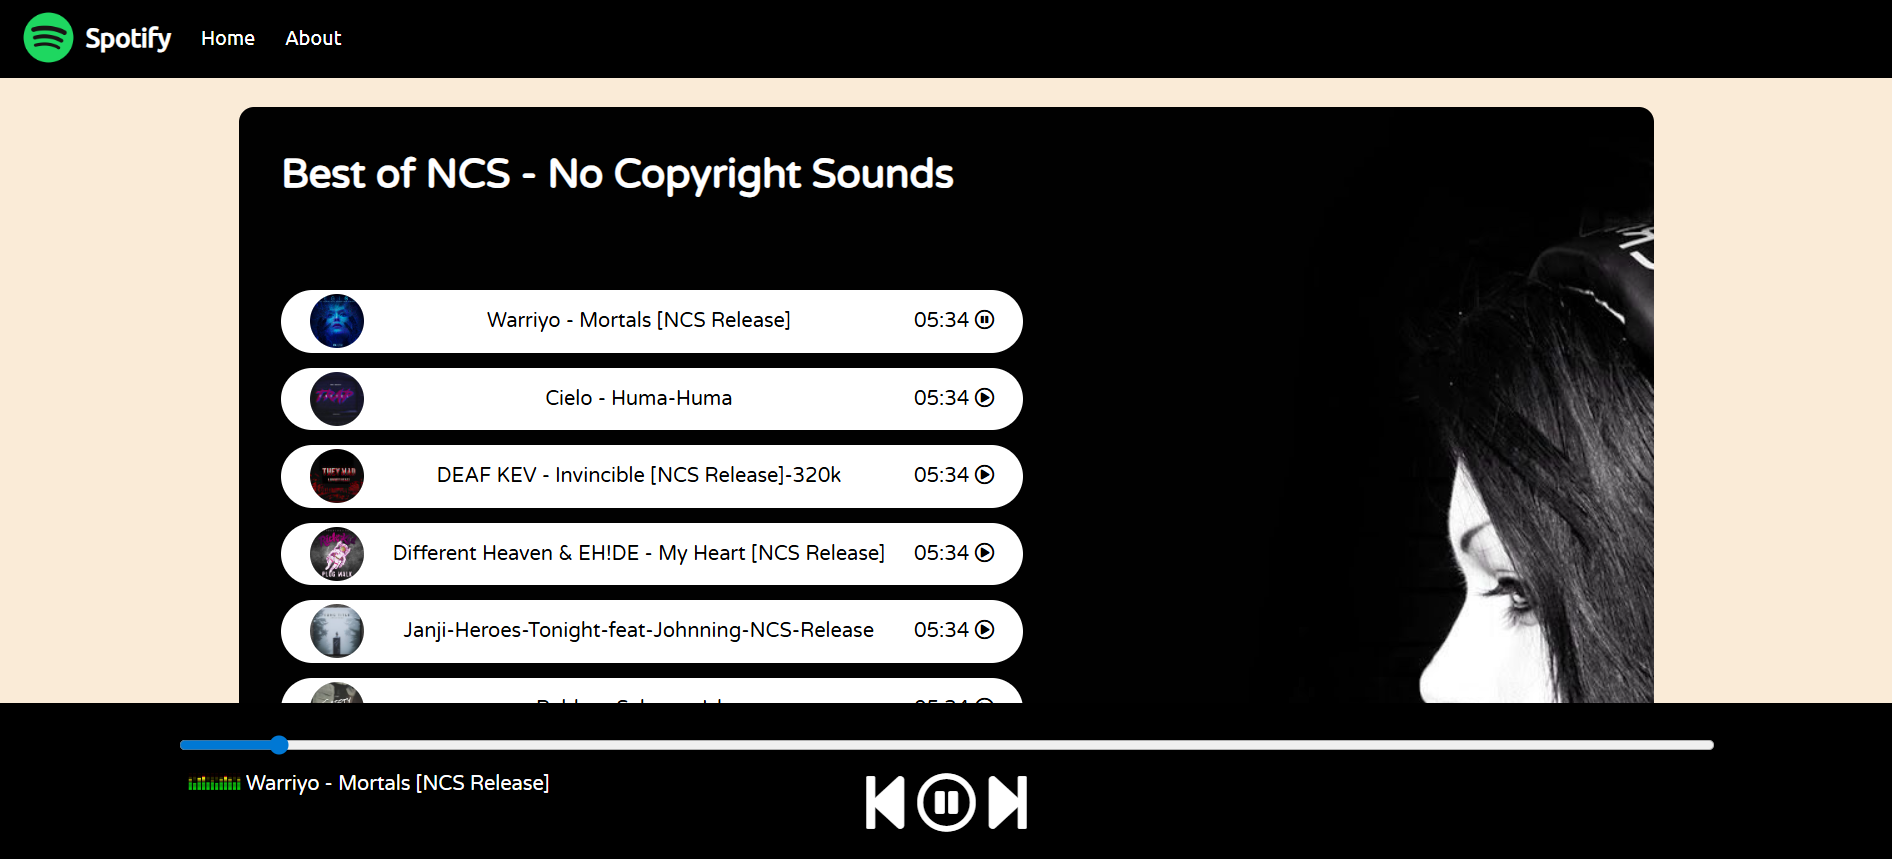 Spotify Home About
Best of NCS - No Copyright Sounds
Warriyo - Mortals [NCS Release] 05:34
Cielo - Huma-Huma 05:34
DEAF KEV - Invincible [NCS Release]-320k 05:34
Different Heaven & EH!DE - My Heart [NCS Release] 05:34
Janji-Heroes-Tonight-feat-Johnning-NCS-Release 05:34
05:34
Warriyo - Mortals [NCS Release]